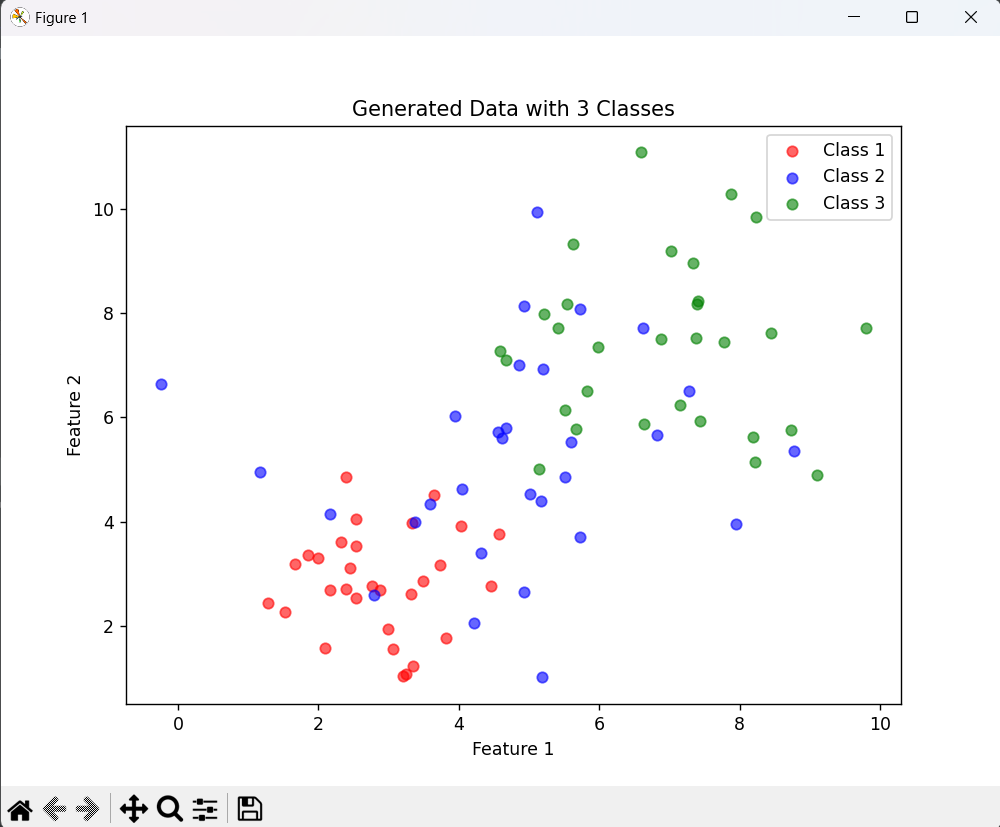 Figure 1
Generated Data with 3 Classes
Class 1
Class 2
Class 3
10
8
6
4
2
Feature 2
0 2 4 6 8 10
Feature 1